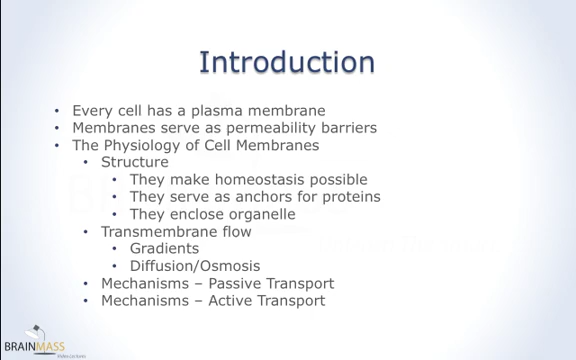 Introduction
• Every cell has a plasma membrane
• Membranes serve as permeability barriers
• The Physiology of Cell Membranes
• Structure
• They make homeostasis possible
• They serve as anchors for proteins
• They enclose organelle
• Transmembrane flow
• Gradients
• Diffusion/Osmosis
• Mechanisms – Passive Transport
• Mechanisms – Active Transport
BRAINMASS